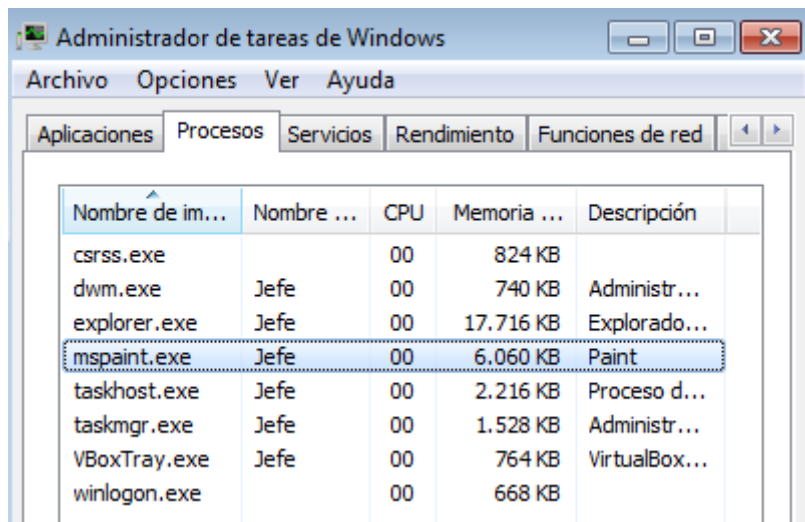 Administrador de tareas de Windows
Archivo Opciones Ver Ayuda
Aplicaciones Procesos Servicios Rendimiento Funciones de red
Nombre de im... Nombre ... CPU Memoria ... Descripción
csrss.exe 00 824 KB
dwm.exe Jefe 00 740 KB Administr...
explorer.exe Jefe 00 17.716 KB Explorado...
mspaint.exe Jefe 00 6.060 KB Paint
taskhost.exe Jefe 00 2.216 KB Proceso d...
taskmgr.exe Jefe 00 1.528 KB Administr...
VBoxTray.exe Jefe 00 764 KB VirtualBox...
winlogon.exe 00 668 KB